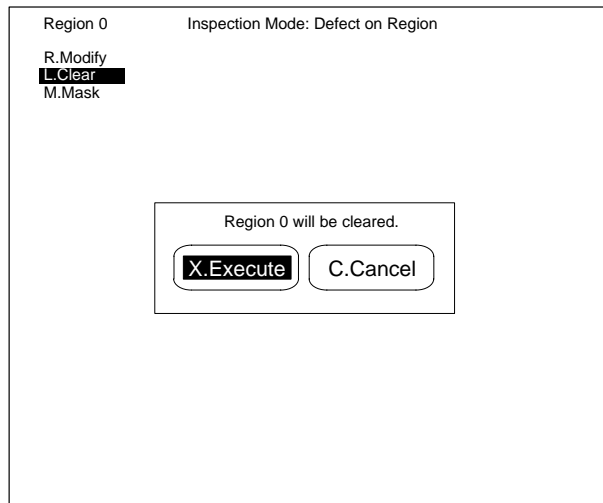 Region 0 Inspection Mode: Defect on Region
R.Modify
L.Clear
M.Mask
Region 0 will be cleared.
X.Execute C.Cancel